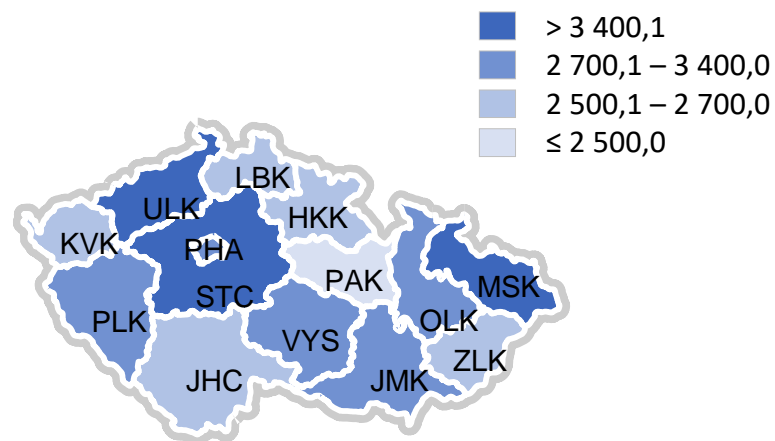 > 3 400,1
2 700,1 – 3 400,0
2 500,1 – 2 700,0
≤ 2 500,0
LBK
ULK
HKK
KVK
PHA
PAK
MSK
STC
PLK
OLK
VYS
ZLK
JHC
JMK